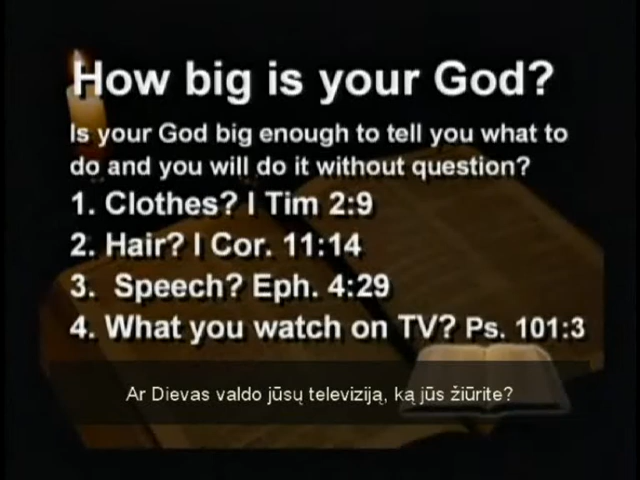 How big is your God?
Is your God big enough to tell you what to
do and you will do it without question?
1. Clothes? I Tim 2:9
2. Hair? I Cor. 11:14
3. Speech? Eph. 4:29
4. What you watch on TV? Ps. 101:3
Ar Dievas valdo jūsų televiziją, ką jūs žiūrite?